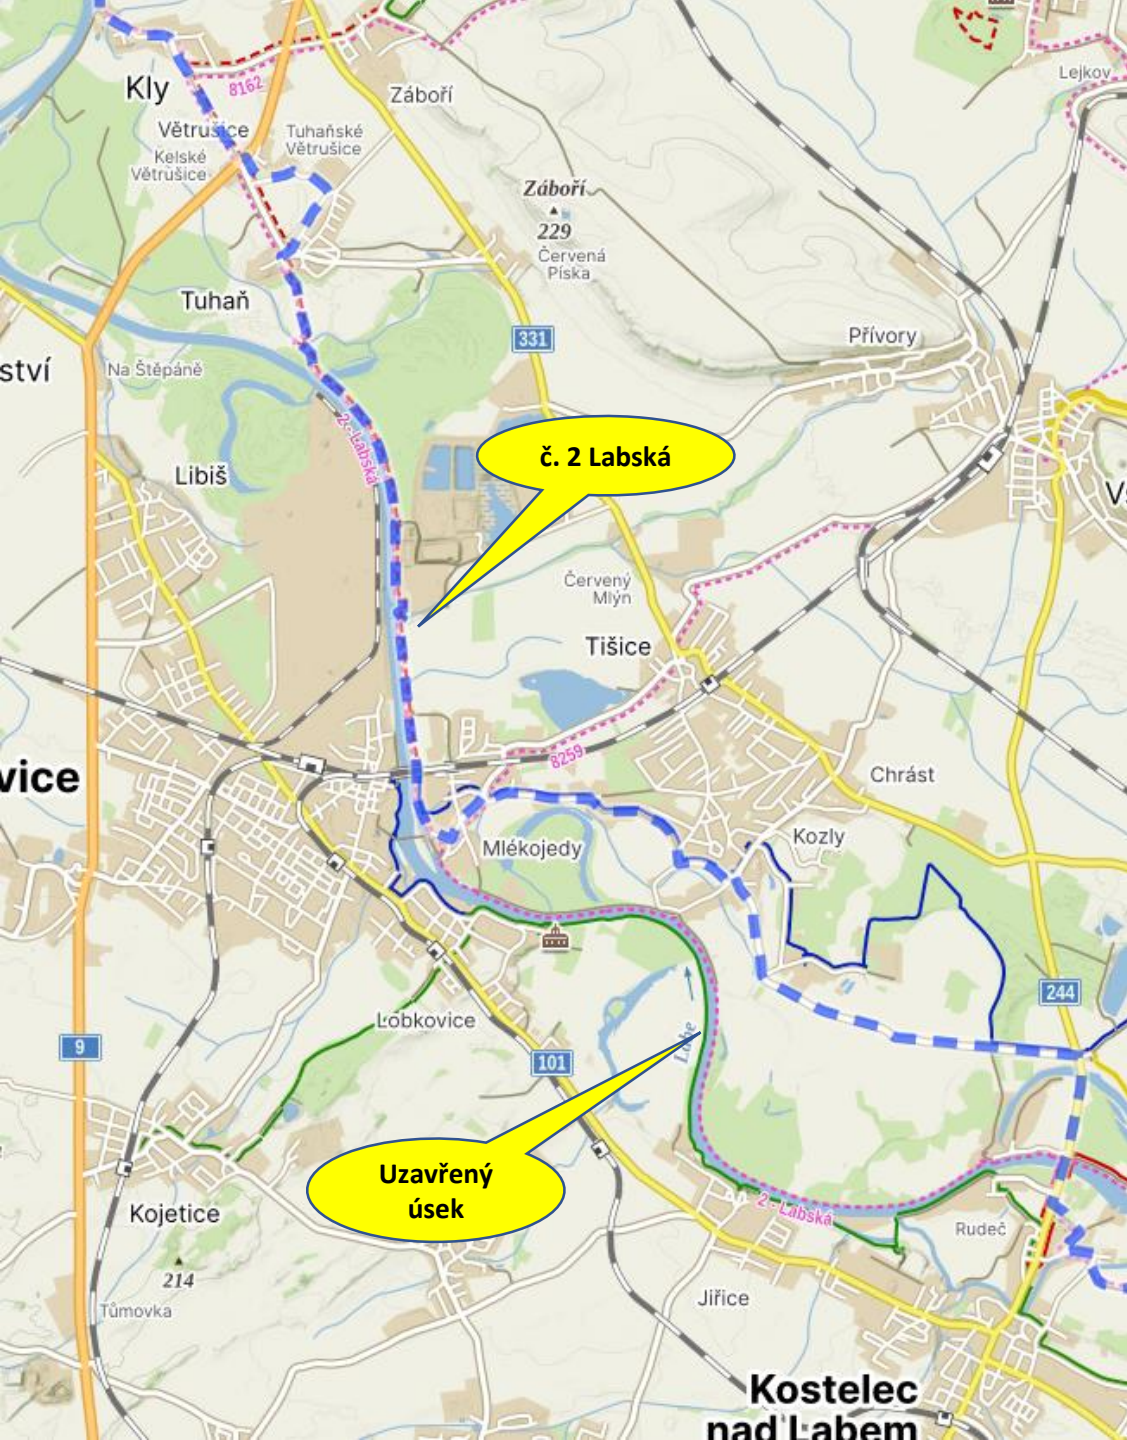 Kly
8162
Záboří
Lejkov
Větrušice
Tuhaňské
Větrušice
Kelské
Větrušice
Záboří
229
Červená
Píska
Tuhaň
331
Přívory
ství
Na Štěpáně
2 - Labská
č. 2 Labská
Libiš
Vš
Červený
Mlýn
Tišice
8259
vice
Chrást
Mlékojedy
Kozly
244
Lobkovice
Labe
9
101
Uzavřený
úsek
Kojetice
2 - Labská
Rudeč
214
Tůmovka
Jiřice
Kostelec
nad Labem